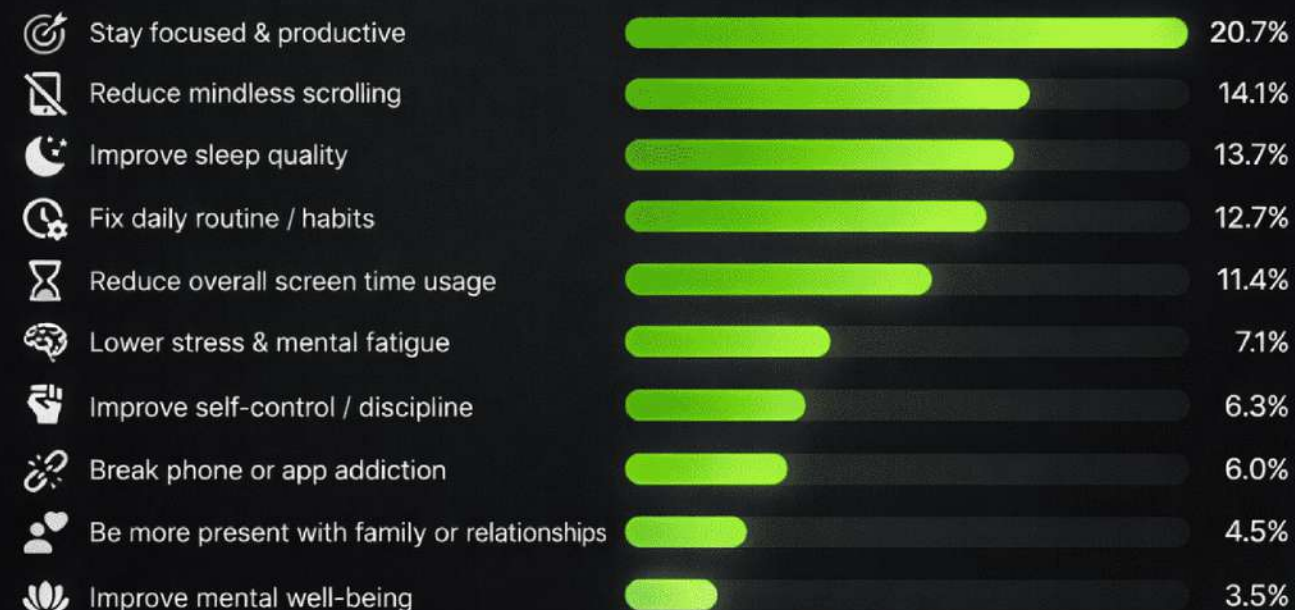 Stay focused & productive 20.7%
Reduce mindless scrolling 14.1%
Improve sleep quality 13.7%
Fix daily routine / habits 12.7%
Reduce overall screen time usage 11.4%
Lower stress & mental fatigue 7.1%
Improve self-control / discipline 6.3%
Break phone or app addiction 6.0%
Be more present with family or relationships 4.5%
Improve mental well-being 3.5%